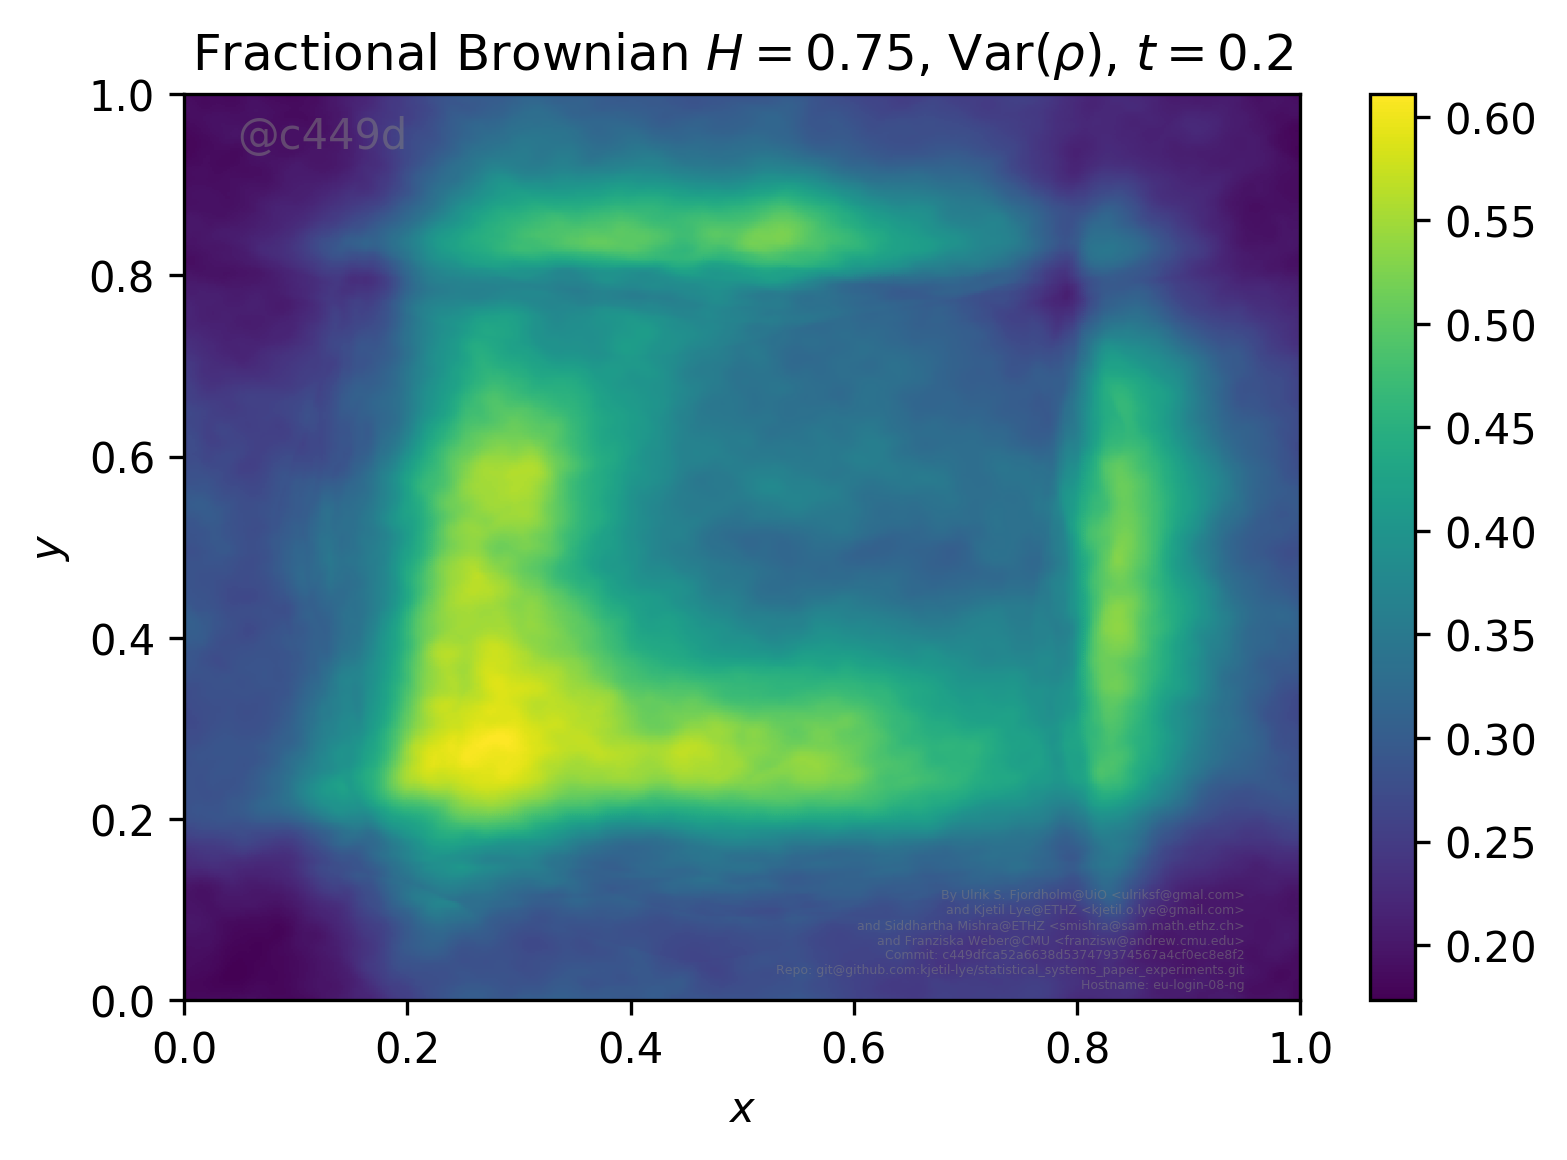 Fractional Brownian H = 0.75, Var(ρ), t = 0.2
@c449d
1.0
0.8
0.6
0.4
0.2
0.0
y
0.0 0.2 0.4 0.6 0.8 1.0
x
0.60
0.55
0.50
0.45
0.40
0.35
0.30
0.25
0.20
By Ulrik S. Fjordholm@UiO <ulriksf@gmal.com>
and Kjetil Lye@ETHZ <kjetil.o.lye@gmail.com>
and Siddhartha Mishra@ETHZ <smishra@sam.math.ethz.ch>
and Franziska Weber@CMU <franzisw@andrew.cmu.edu>
Commit: c449dfca52a6638d537479374567a4cf0ec8e8f2
Repo: git@github.com:kjetil-lye/statistical_systems_paper_experiments.git
Hostname: eu-login-08-ng